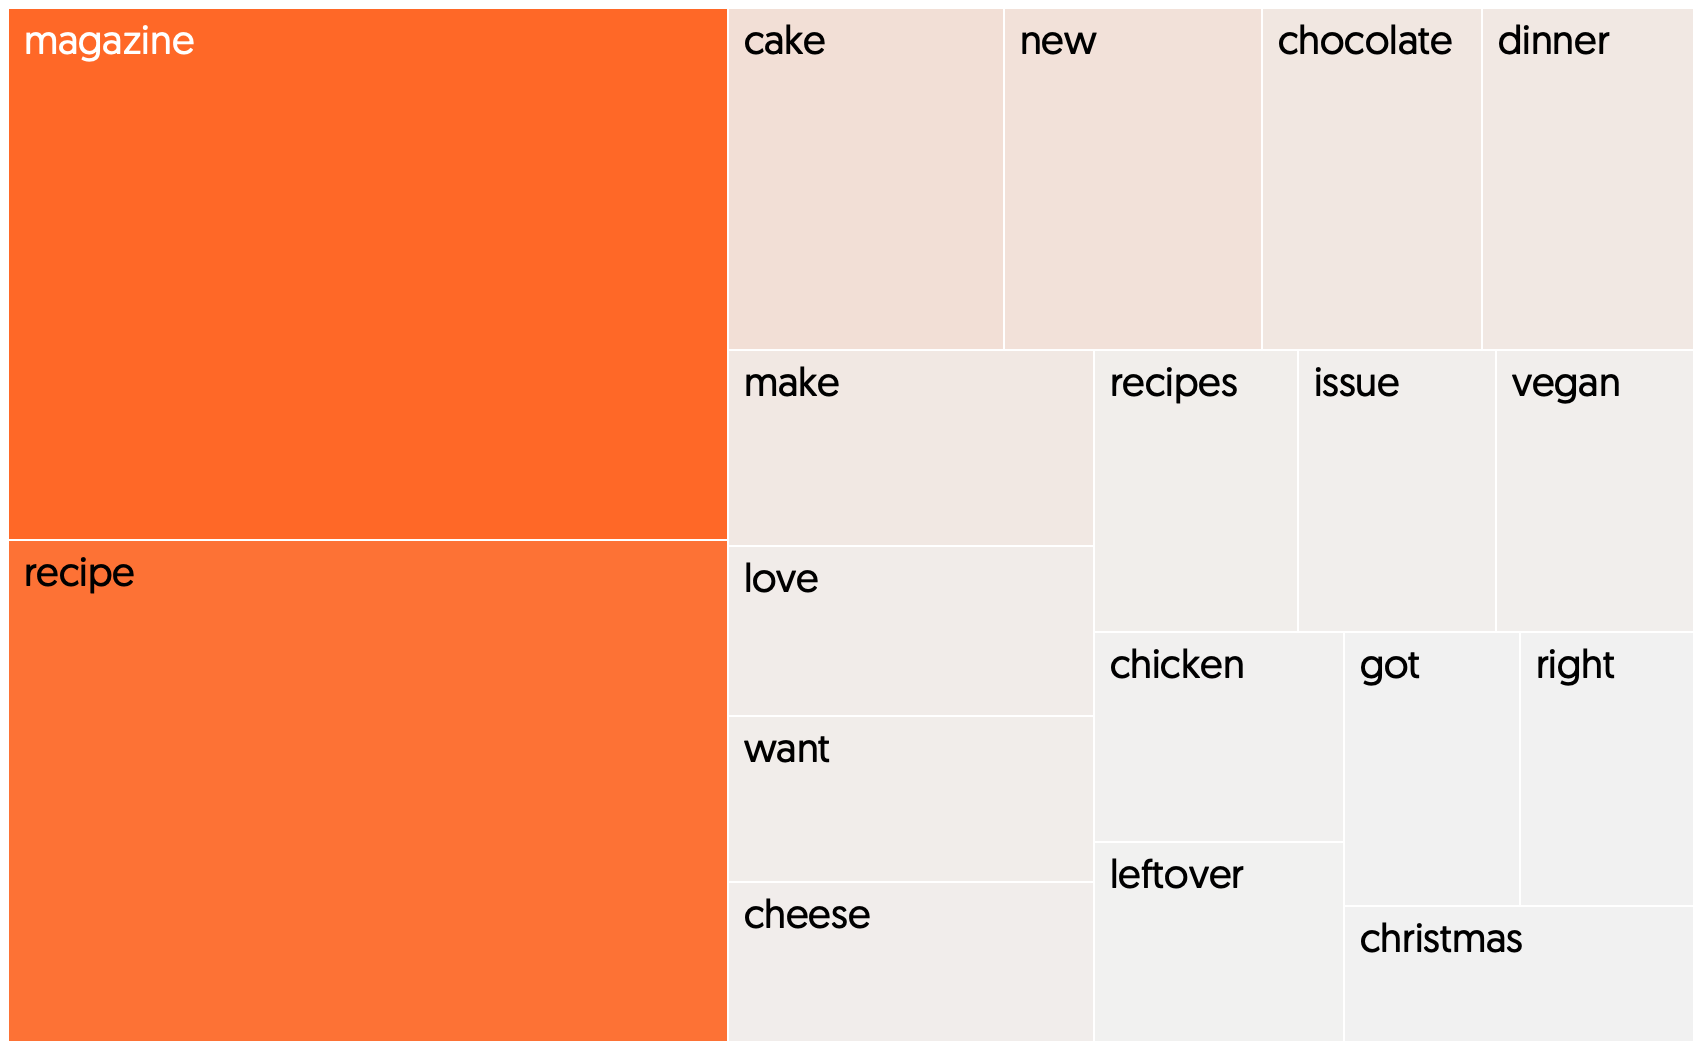 magazine
cake
new
chocolate
dinner
make
recipes
issue
vegan
recipe
love
chicken
got
right
want
leftover
cheese
christmas